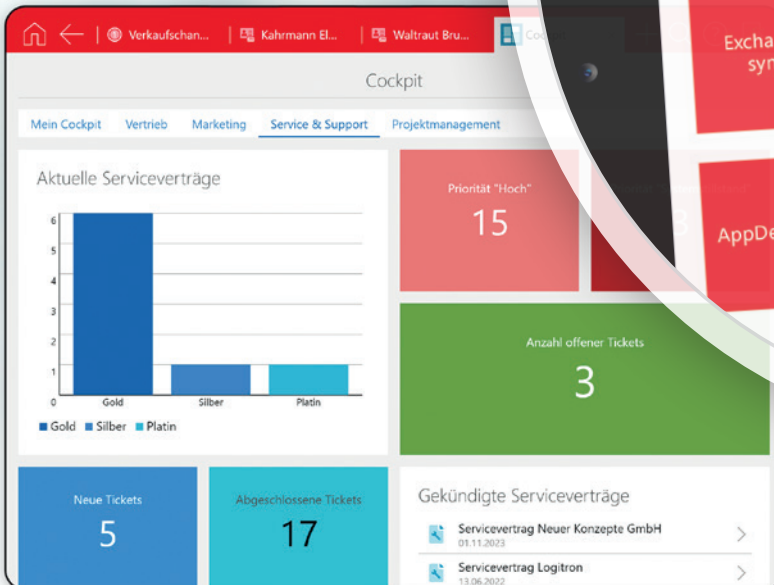 Verkaufschan...
Kahrmann El...
Waltraut Bru...
Cockpit
Mein Cockpit
Vertrieb
Marketing
Service & Support
Projektmanagement
Aktuelle Serviceverträge
6
5
4
3
2
1
0
Gold
Silber
Platin
Gold
Silber
Platin
Priorität "Hoch"
15
Anzahl offener Tickets
3
Neue Tickets
5
Abgeschlossene Tickets
17
Gekündigte Serviceverträge
Servicevertrag Neuer Konzepte GmbH
01.11.2023
Servicevertrag Logitron
13.06.2022
Excha
syn
AppDe